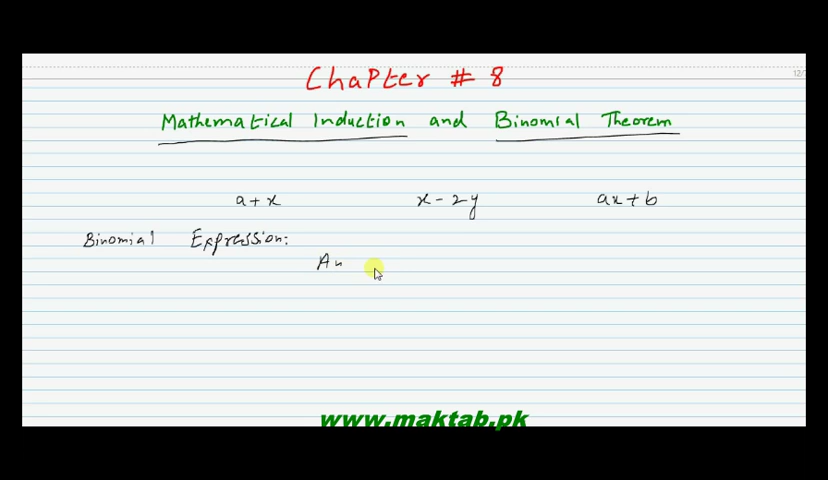 Chapter # 8
Mathematical Induction and Binomial Theorem
a + x x - 2y ax + b
Binomial Expression:
An
www.maktab.pk